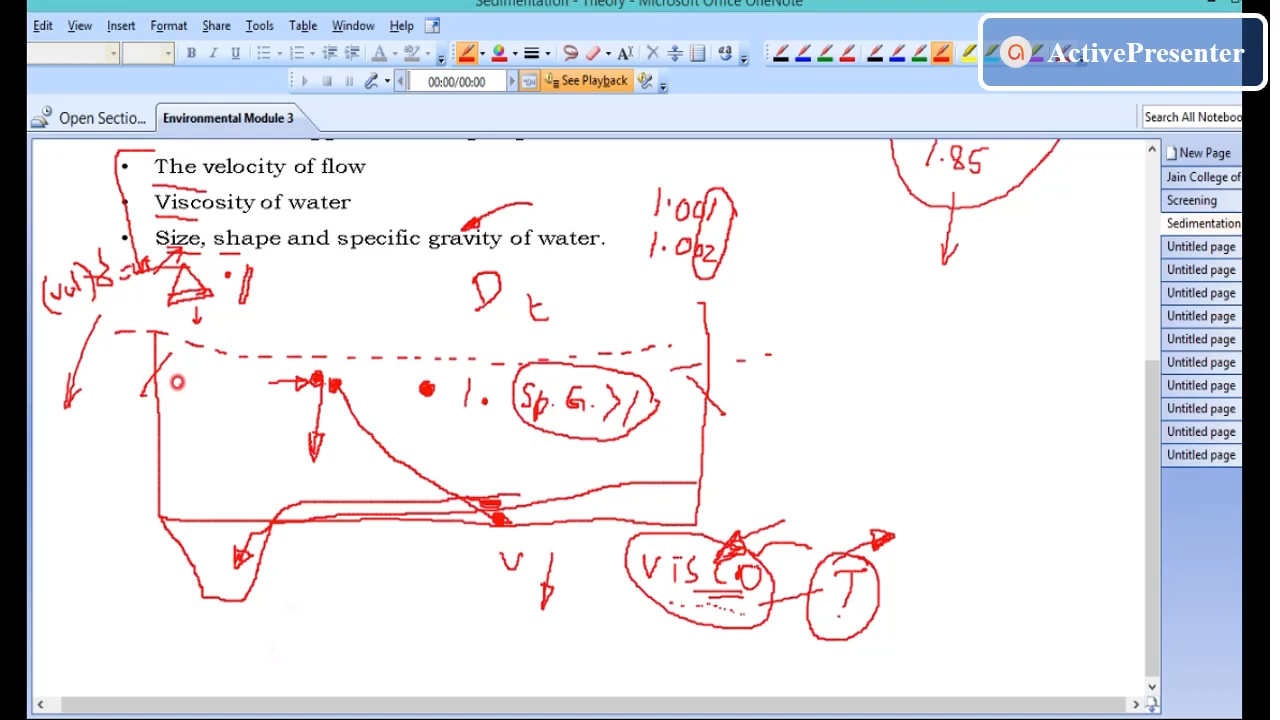 Sedimentation - Theory - Microsoft Office OneNote
Edit View Insert Format Share Tools Table Window Help
ActivePresenter
00:00/00:00 See Playback
Open Sectio... Environmental Module 3
Search All Notebo
• The velocity of flow
• Viscosity of water
• Size, shape and specific gravity of water.
1.001
1.002
1.85
D
t
1. Sp. G. >1
V
Visco
T
New Page
Jain College of
Screening
Sedimentation
Untitled page
Untitled page
Untitled page
Untitled page
Untitled page
Untitled page
Untitled page
Untitled page
Untitled page
Untitled page